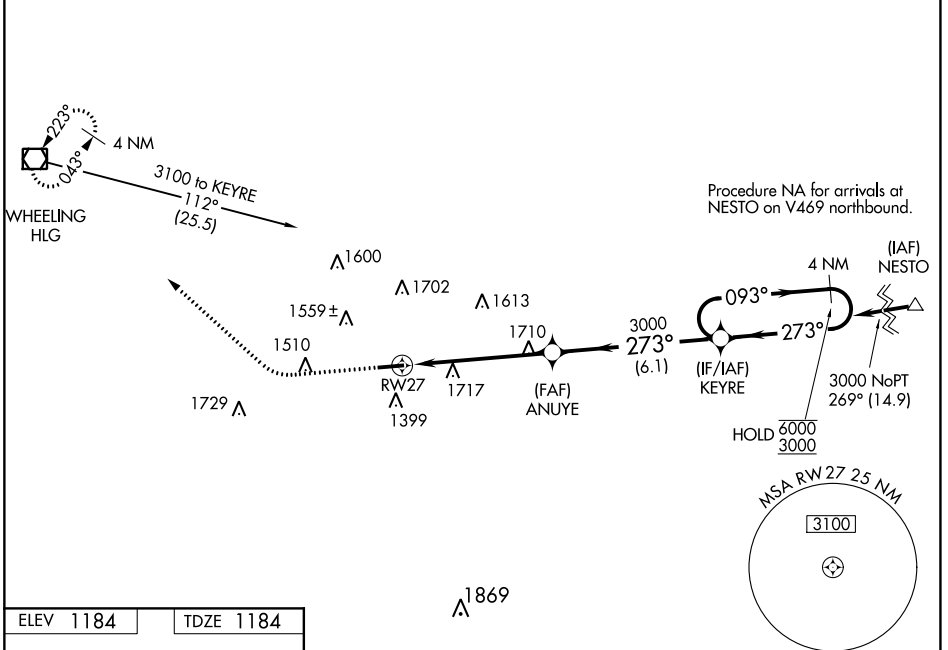 223°
043°
4 NM
WHEELING
HLG
3100 to KEYRE
112°
(25.5)
Procedure NA for arrivals at
NESTO on V469 northbound.
(IAF)
NESTO
4 NM
093°
273°
3000 NoPT
269° (14.9)
HOLD 6000
3000
(IF/IAF)
KEYRE
3000
273°
(6.1)
(FAF)
ANUYE
1600
1702
1559±
1613
1710
1510
RW27
1717
1729
1399
MSA RW27 25 NM
3100
1869
ELEV 1184
TDZE 1184